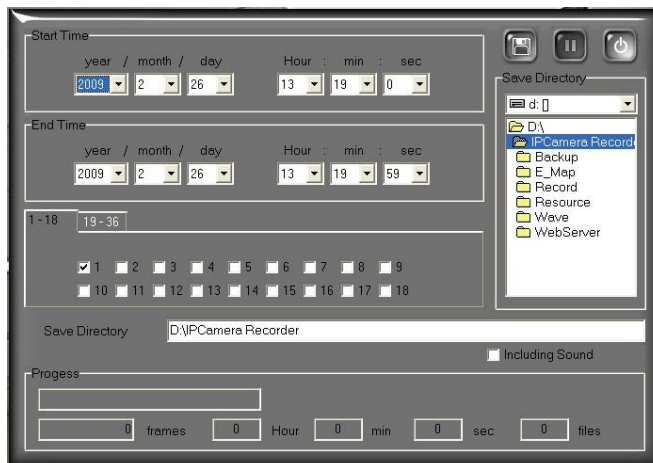 Start Time
year / month / day Hour : min : sec
2009 2 26 13 19 0
End Time
year / month / day Hour : min : sec
2009 2 26 13 19 59
1-18 19-36
1 2 3 4 5 6 7 8 9
10 11 12 13 14 15 16 17 18
Save Directory
d: []
D:\
IPCamera Recorde
Backup
E_Map
Record
Resource
Wave
WebServer
Save Directory D:\IPCamera Recorder
Including Sound
Progess
0 frames 0 Hour 0 min 0 sec 0 files